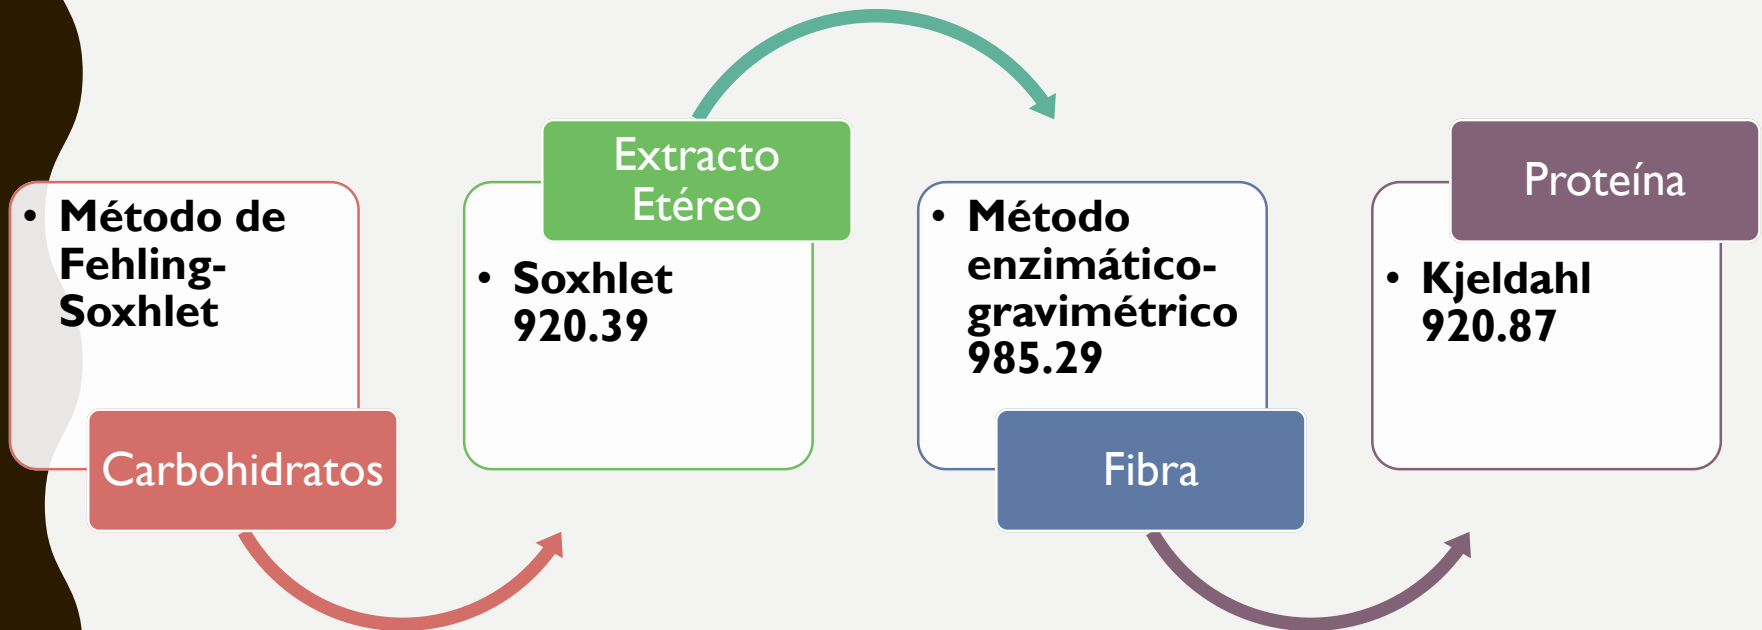 • Método de
Fehling-
Soxhlet
Carbohidratos
Extracto
Etéreo
• Soxhlet
920.39
• Método
enzimático-
gravimétrico
985.29
Fibra
Proteína
• Kjeldahl
920.87